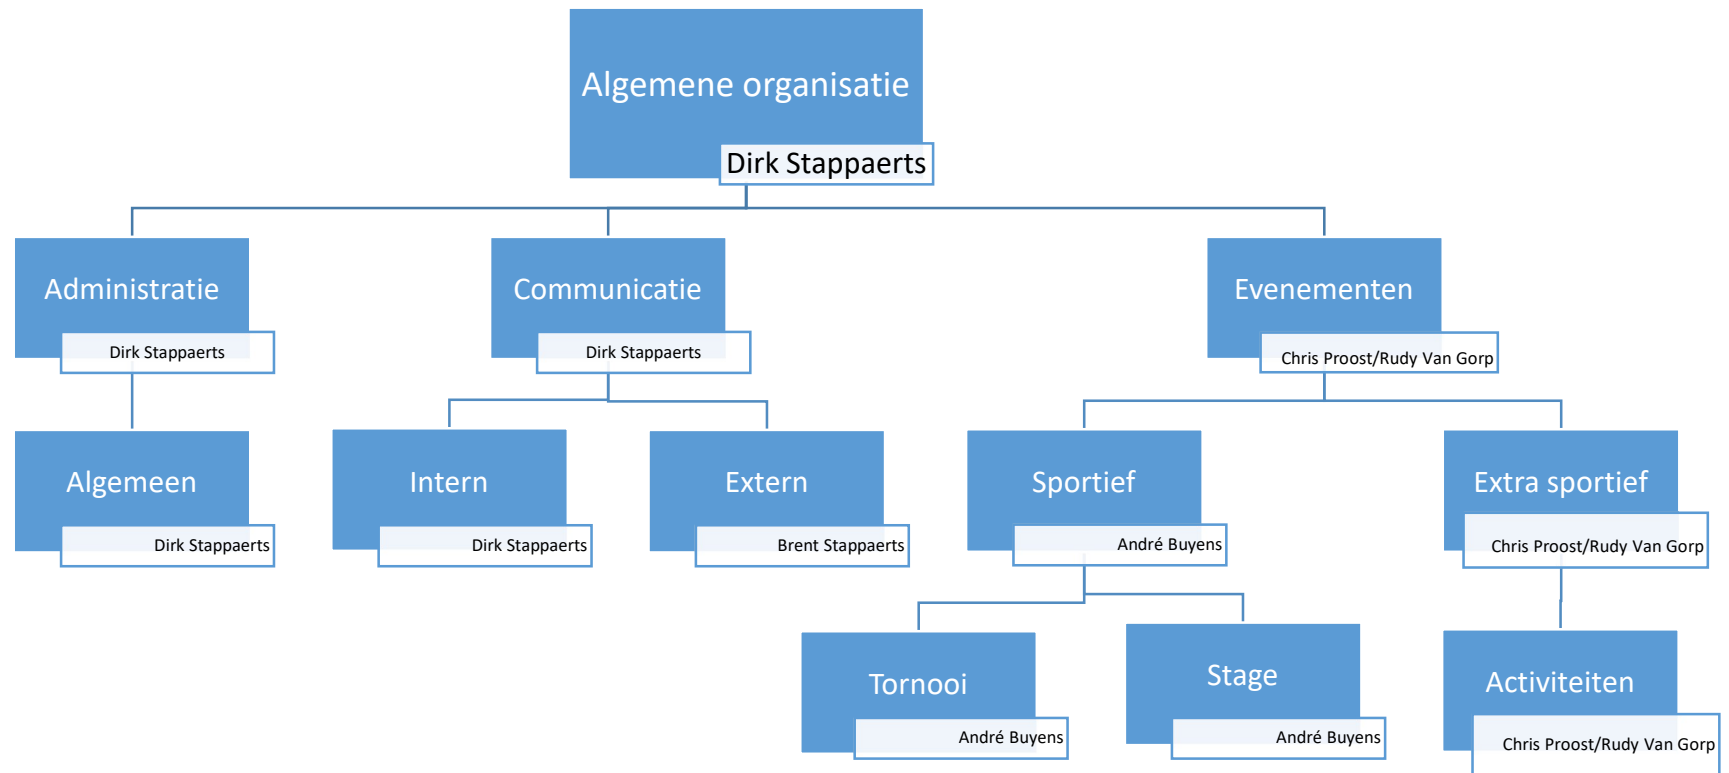 Algemene organisatie
Dirk Stappaerts
Administratie
Dirk Stappaerts
Communicatie
Dirk Stappaerts
Evenementen
Chris Proost/Rudy Van Gorp
Algemeen
Dirk Stappaerts
Intern
Dirk Stappaerts
Extern
Brent Stappaerts
Sportief
André Buyens
Extra sportief
Chris Proost/Rudy Van Gorp
Tornooi
André Buyens
Stage
André Buyens
Activiteiten
Chris Proost/Rudy Van Gorp